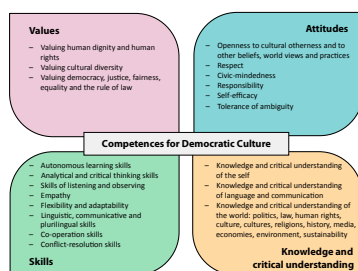 Values
– Valuing human dignity and human
rights
– Valuing cultural diversity
– Valuing democracy, justice, fairness,
equality and the rule of law
Attitudes
– Openness to cultural otherness and to
other beliefs, world views and practices
– Respect
– Civic-mindedness
– Responsibility
– Self-efficacy
– Tolerance of ambiguity
Competences for Democratic Culture
– Autonomous learning skills
– Analytical and critical thinking skills
– Skills of listening and observing
– Empathy
– Flexibility and adaptability
– Linguistic, communicative and
plurilingual skills
– Co-operation skills
– Conflict-resolution skills
Skills
– Knowledge and critical understanding
of the self
– Knowledge and critical understanding
of language and communication
– Knowledge and critical understanding of
the world: politics, law, human rights,
culture, cultures, religions, history, media,
economies, environment, sustainability
Knowledge and
critical understanding